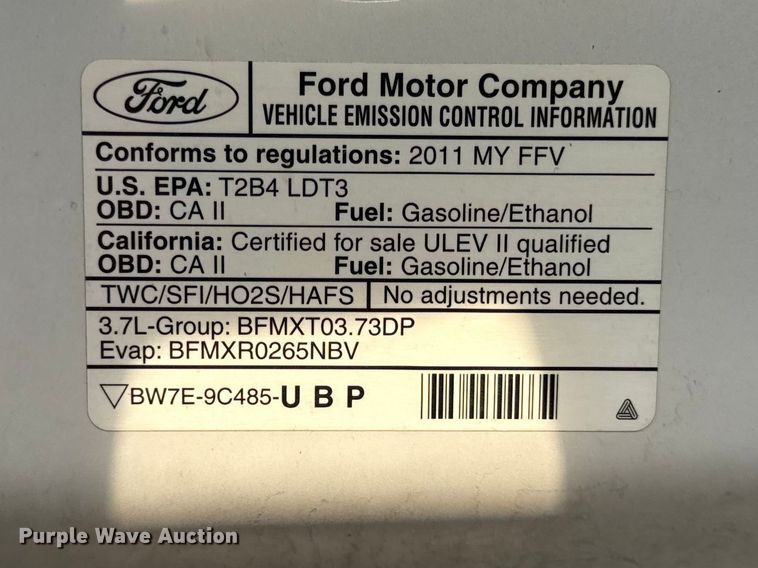 Ford
Ford Motor Company
VEHICLE EMISSION CONTROL INFORMATION
Conforms to regulations: 2011 MY FFV
U.S. EPA: T2B4 LDT3
OBD: CA II Fuel: Gasoline/Ethanol
California: Certified for sale ULEV II qualified
OBD: CA II Fuel: Gasoline/Ethanol
TWC/SFI/HO2S/HAFS No adjustments needed.
3.7L-Group: BFMXT03.73DP
Evap: BFMXR0265NBV
BW7E-9C485-U B P
Purple Wave Auction